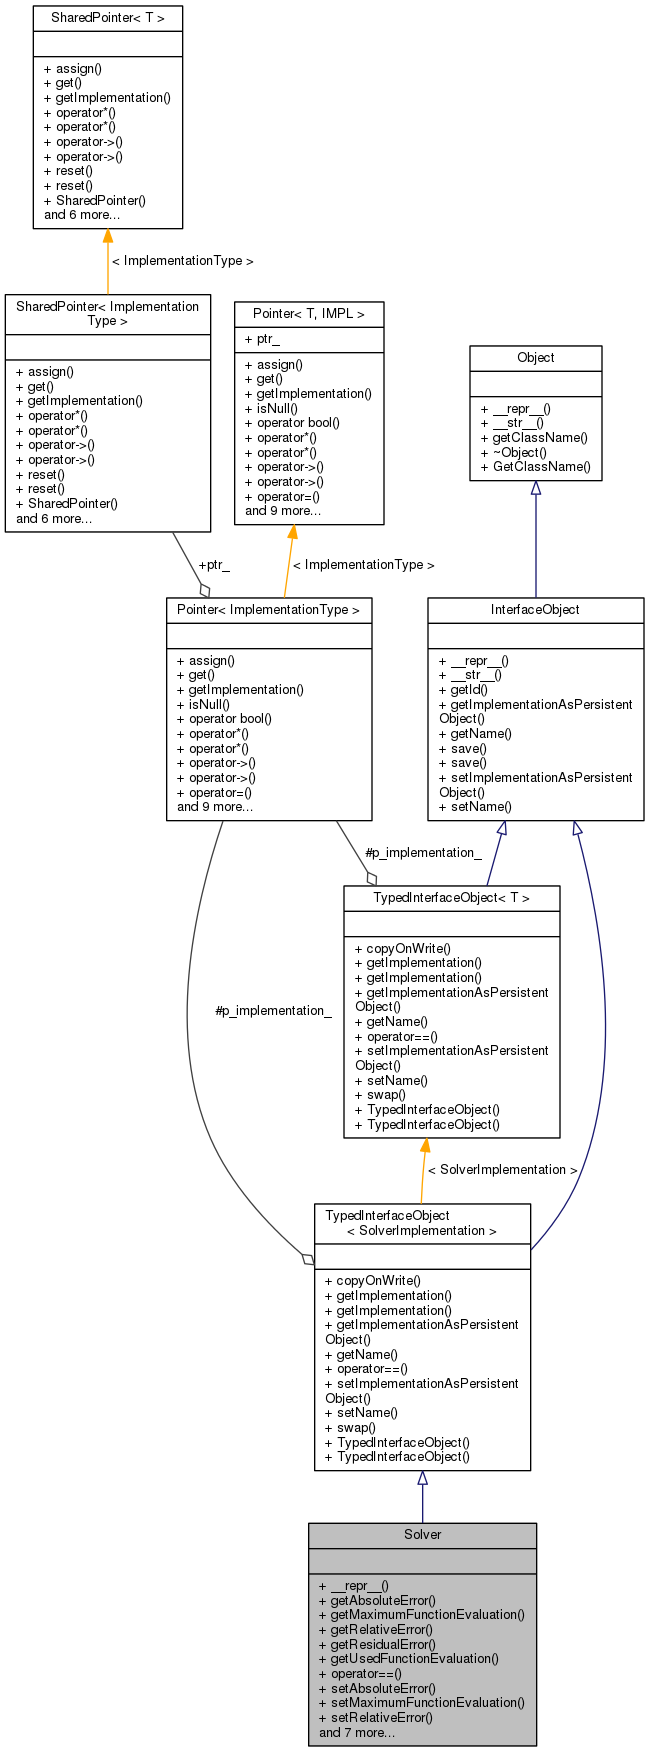 SharedPointer< T >
+ assign()
+ get()
+ getImplementation()
+ operator*()
+ operator*()
+ operator->()
+ operator->()
+ reset()
+ reset()
+ SharedPointer()
and 6 more...
< ImplementationType >
SharedPointer< Implementation
Type >
+ assign()
+ get()
+ getImplementation()
+ operator*()
+ operator*()
+ operator->()
+ operator->()
+ reset()
+ reset()
+ SharedPointer()
and 6 more...
Pointer< T, IMPL >
+ ptr_
+ assign()
+ get()
+ getImplementation()
+ isNull()
+ operator bool()
+ operator*()
+ operator*()
+ operator->()
+ operator->()
+ operator=()
and 9 more...
Object
+ __repr__()
+ __str__()
+ getClassName()
+ ~Object()
+ GetClassName()
+ptr_
< ImplementationType >
Pointer< ImplementationType >
+ assign()
+ get()
+ getImplementation()
+ isNull()
+ operator bool()
+ operator*()
+ operator*()
+ operator->()
+ operator->()
+ operator=()
and 9 more...
InterfaceObject
+ __repr__()
+ __str__()
+ getId()
+ getImplementationAsPersistent
Object()
+ getName()
+ save()
+ save()
+ setImplementationAsPersistent
Object()
+ setName()
#p_implementation_
TypedInterfaceObject< T >
+ copyOnWrite()
+ getImplementation()
+ getImplementation()
+ getImplementationAsPersistent
Object()
+ getName()
+ operator==()
+ setImplementationAsPersistent
Object()
+ setName()
+ swap()
+ TypedInterfaceObject()
+ TypedInterfaceObject()
#p_implementation_
< SolverImplementation >
TypedInterfaceObject
< SolverImplementation >
+ copyOnWrite()
+ getImplementation()
+ getImplementation()
+ getImplementationAsPersistent
Object()
+ getName()
+ operator==()
+ setImplementationAsPersistent
Object()
+ setName()
+ swap()
+ TypedInterfaceObject()
+ TypedInterfaceObject()
Solver
+ __repr__()
+ getAbsoluteError()
+ getMaximumFunctionEvaluation()
+ getRelativeError()
+ getResidualError()
+ getUsedFunctionEvaluation()
+ operator==()
+ setAbsoluteError()
+ setMaximumFunctionEvaluation()
+ setRelativeError()
and 7 more...